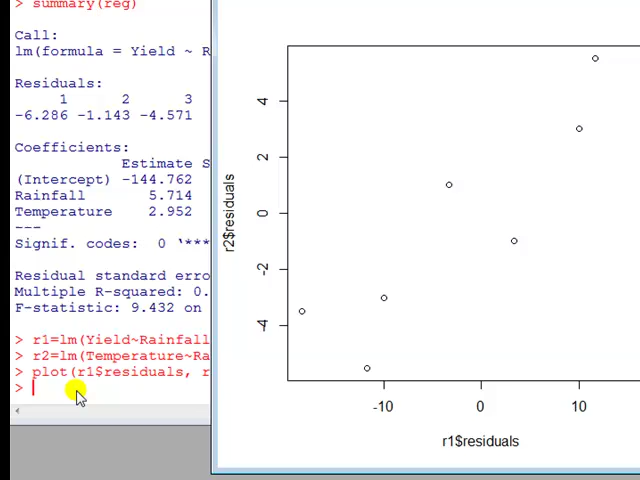 > summary(reg)
Call:
lm(formula = Yield ~ R
Residuals:
1 2 3
-6.286 -1.143 -4.571
Coefficients:
Estimate S
(Intercept) -144.762
Rainfall 5.714
Temperature 2.952
---
Signif. codes: 0 '***
Residual standard erro
Multiple R-squared: 0.
F-statistic: 9.432 on
> r1=lm(Yield~Rainfall
> r2=lm(Temperature~Ra
> plot(r1$residuals, r
>
r2$residuals
4
2
0
-2
-4
-10 0 10
r1$residuals